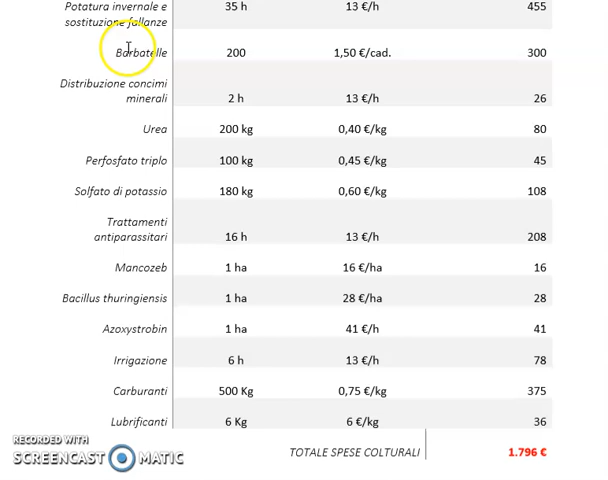 Potatura invernale e
sostituzione fallanze 35 h 13 €/h 455
Barbatelle 200 1,50 €/cad. 300
Distribuzione concimi
minerali 2 h 13 €/h 26
Urea 200 kg 0,40 €/kg 80
Perfosfato triplo 100 kg 0,45 €/kg 45
Solfato di potassio 180 kg 0,60 €/kg 108
Trattamenti
antiparassitari 16 h 13 €/h 208
Mancozeb 1 ha 16 €/ha 16
Bacillus thuringiensis 1 ha 28 €/ha 28
Azoxystrobin 1 ha 41 €/h 41
Irrigazione 6 h 13 €/h 78
Carburanti 500 Kg 0,75 €/kg 375
Lubrificanti 6 Kg 6 €/kg 36
TOTALE SPESE COLTURALI 1.796 €
RECORDED WITH
SCREENCAST MATIC